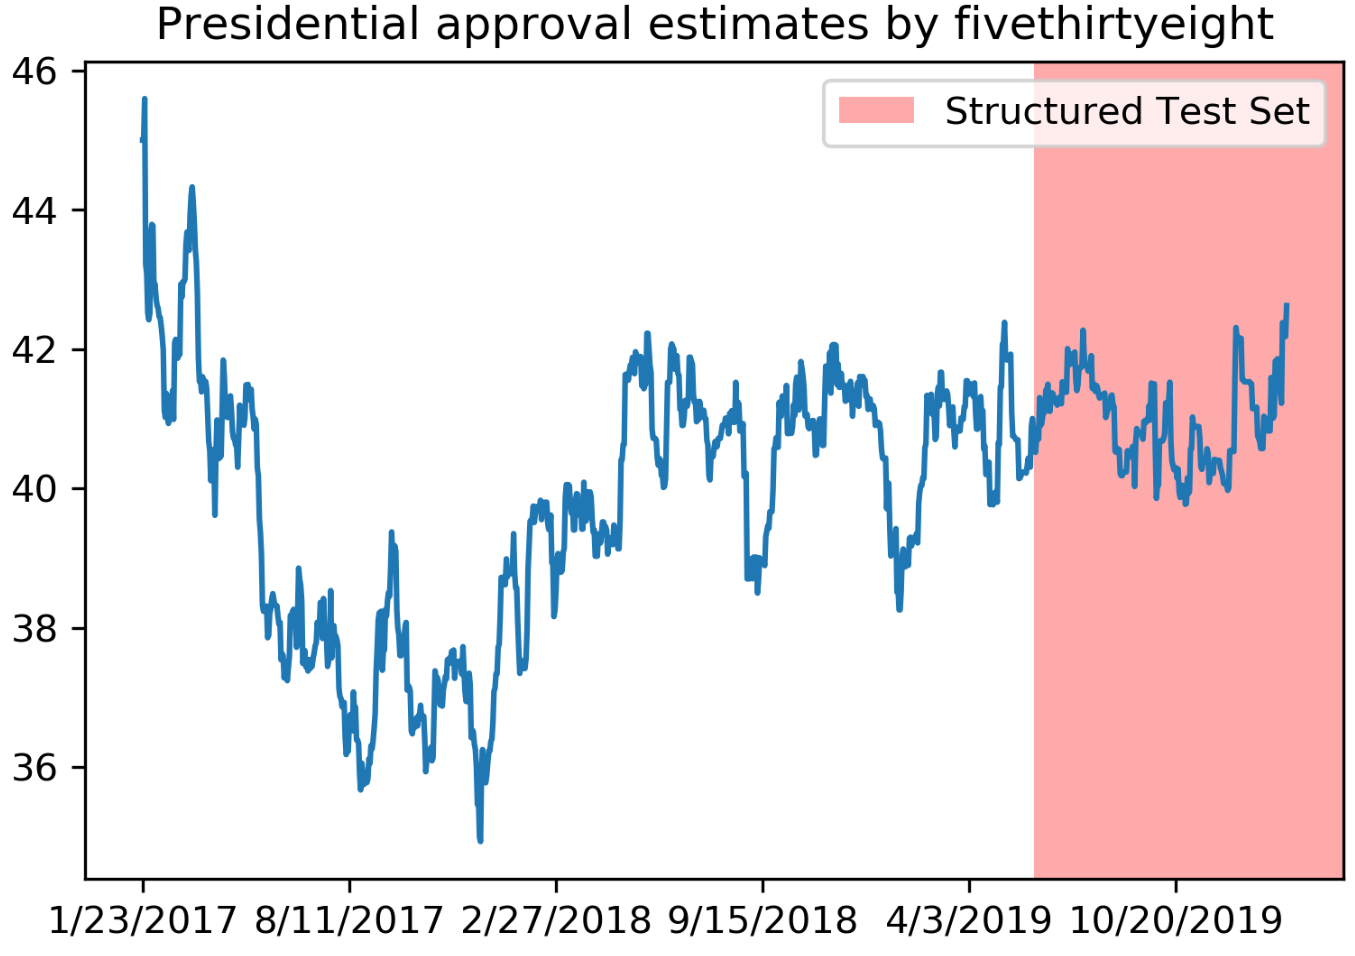 Presidential approval estimates by fivethirtyeight
Structured Test Set
46
44
42
40
38
36
1/23/2017 8/11/2017 2/27/2018 9/15/2018 4/3/2019 10/20/2019